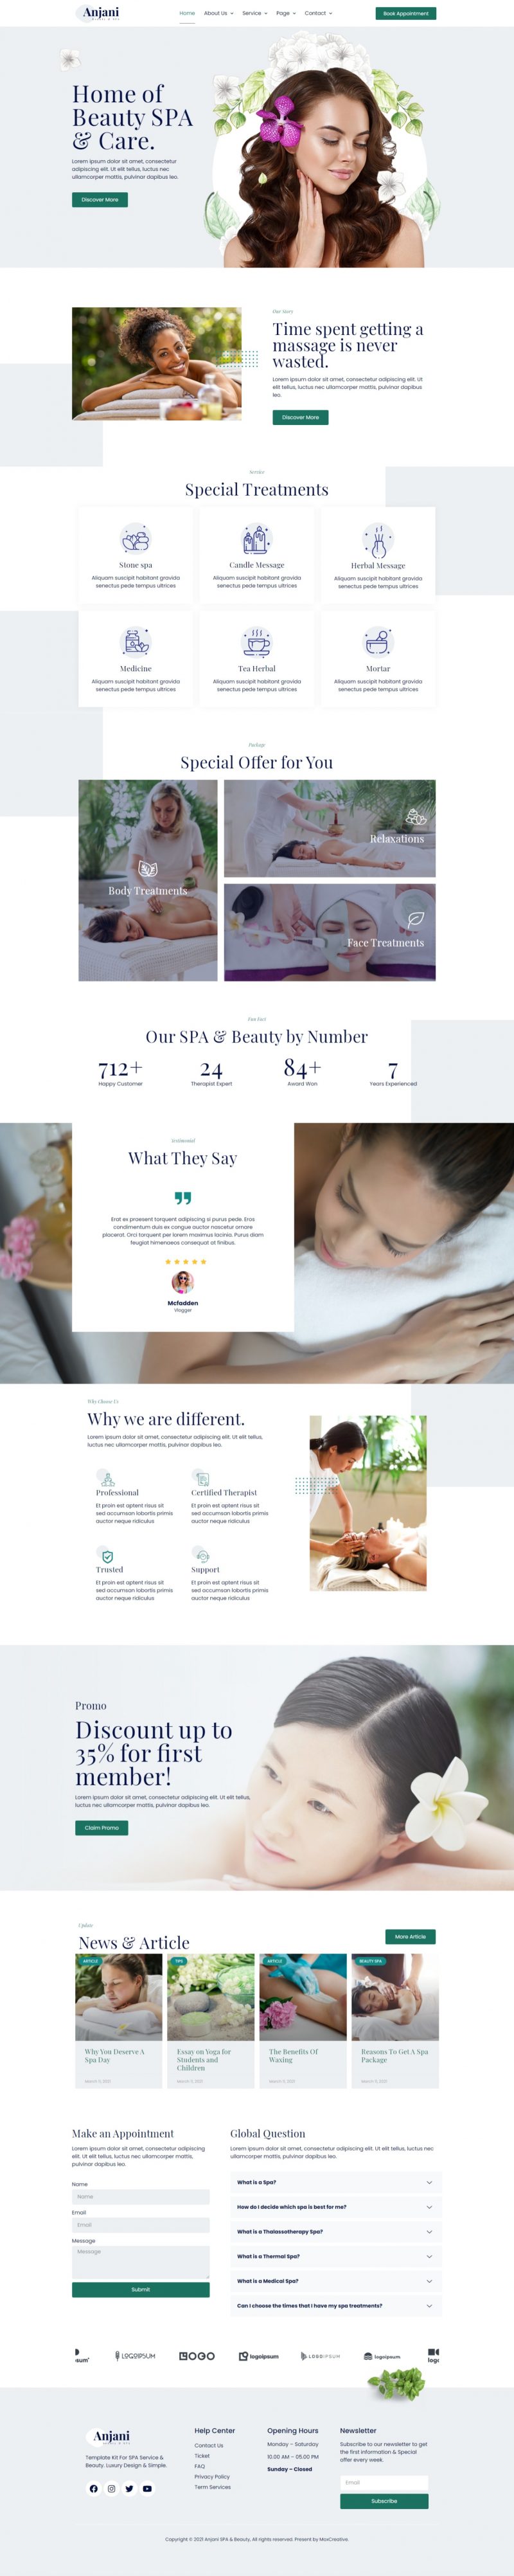 Anjani
Home
About Us
Service
Page
Contact
Book Appointment
Home of
Beauty SPA
& Care.
Lorem ipsum dolor sit amet, consectetur
adipiscing elit. Ut elit tellus, luctus nec
ullamcorper mattis, pulvinar dapibus leo.
Discover More
Our Story
Time spent getting a
massage is never
wasted.
Lorem ipsum dolor sit amet, consectetur adipiscing elit. Ut
elit tellus, luctus nec ullamcorper mattis, pulvinar dapibus
leo.
Discover More
Service
Special Treatments
Stone spa
Aliquam suscipit habitant gravida
senectus pede tempus ultrices
Candle Message
Aliquam suscipit habitant gravida
senectus pede tempus ultrices
Herbal Message
Aliquam suscipit habitant gravida
senectus pede tempus ultrices
Medicine
Aliquam suscipit habitant gravida
senectus pede tempus ultrices
Tea Herbal
Aliquam suscipit habitant gravida
senectus pede tempus ultrices
Mortar
Aliquam suscipit habitant gravida
senectus pede tempus ultrices
Package
Special Offer for You
Body Treatments
Relaxations
Face Treatments
Fun Fact
Our SPA & Beauty by Number
712+
Happy Customer
24
Therapist Expert
84+
Award Won
7
Years Experienced
Testimonial
What They Say
Erat ex praesent torquent adipiscing si purus pede. Eros
condimentum duis ex congue auctor nascetur ornare
placerat. Orci torquent per lorem maximus lacinia. Purus diam
feugiat himenaeos consequat at finibus.
Mcfadden
Vlogger
Why Choose Us
Why we are different.
Lorem ipsum dolor sit amet, consectetur adipiscing elit. Ut elit tellus,
luctus nec ullamcorper mattis, pulvinar dapibus leo.
Professional
Et proin est aptent risus sit
sed accumsan lobortis primis
auctor neque ridiculus
Certified Therapist
Et proin est aptent risus sit
sed accumsan lobortis primis
auctor neque ridiculus
Trusted
Et proin est aptent risus sit
sed accumsan lobortis primis
auctor neque ridiculus
Support
Et proin est aptent risus sit
sed accumsan lobortis primis
auctor neque ridiculus
Promo
Discount up to
35% for first
member!
Lorem ipsum dolor sit amet, consectetur adipiscing elit. Ut elit tellus,
luctus nec ullamcorper mattis, pulvinar dapibus leo.
Claim Promo
Update
News & Article
More Article
ARTICLE
Why You Deserve A
Spa Day
TIPS
Essay on Yoga for
Students and
Children
ARTICLE
The Benefits Of
Waxing
BEAUTY SPA
Reasons To Get A Spa
Package
Make an Appointment
Lorem ipsum dolor sit amet, consectetur adipiscing
elit. Ut elit tellus, luctus nec ullamcorper mattis,
pulvinar dapibus leo.
Name
Name
Email
Email
Message
Message
Submit
Global Question
Lorem ipsum dolor sit amet, consectetur adipiscing elit. Ut elit tellus, luctus nec
ullamcorper mattis, pulvinar dapibus leo.
What is a Spa?
How do I decide which spa is best for me?
What is a Thalassotherapy Spa?
What is a Thermal Spa?
What is a Medical Spa?
Can I choose the times that I have my spa treatments?
sum'
LOGOIPSUM
LOGO
logoipsum
LOGOIPSUM
logoipsum
logo
Anjani
Template Kit For SPA Service &
Beauty, Luxury Design & Simple.
Help Center
Contact Us
Ticket
FAQ
Privacy Policy
Term Services
Opening Hours
Monday – Saturday
10.00 AM – 05.00 PM
Sunday – Closed
Newsletter
Subscribe to our newsletter to get
the first information & Special
offer every week.
Email
Subscribe
Copyright © 2021 Anjani SPA & Beauty, All rights reserved. Present by MaxCreative.